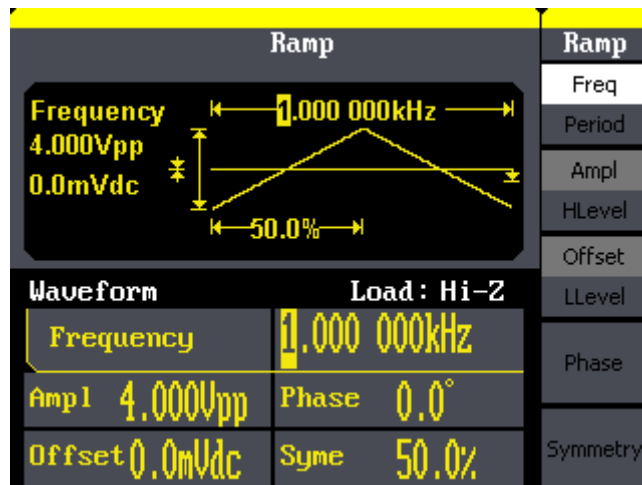 Ramp
Frequency 1.000 000kHz
4.000Vpp
0.0mVdc
50.0%
Waveform Load: Hi-Z
Frequency 1.000 000kHz
Ampl 4.000Vpp Phase 0.0°
Offset 0.0mVdc Syme 50.0%
Ramp
Freq
Period
Ampl
HLevel
Offset
LLevel
Phase
Symmetry